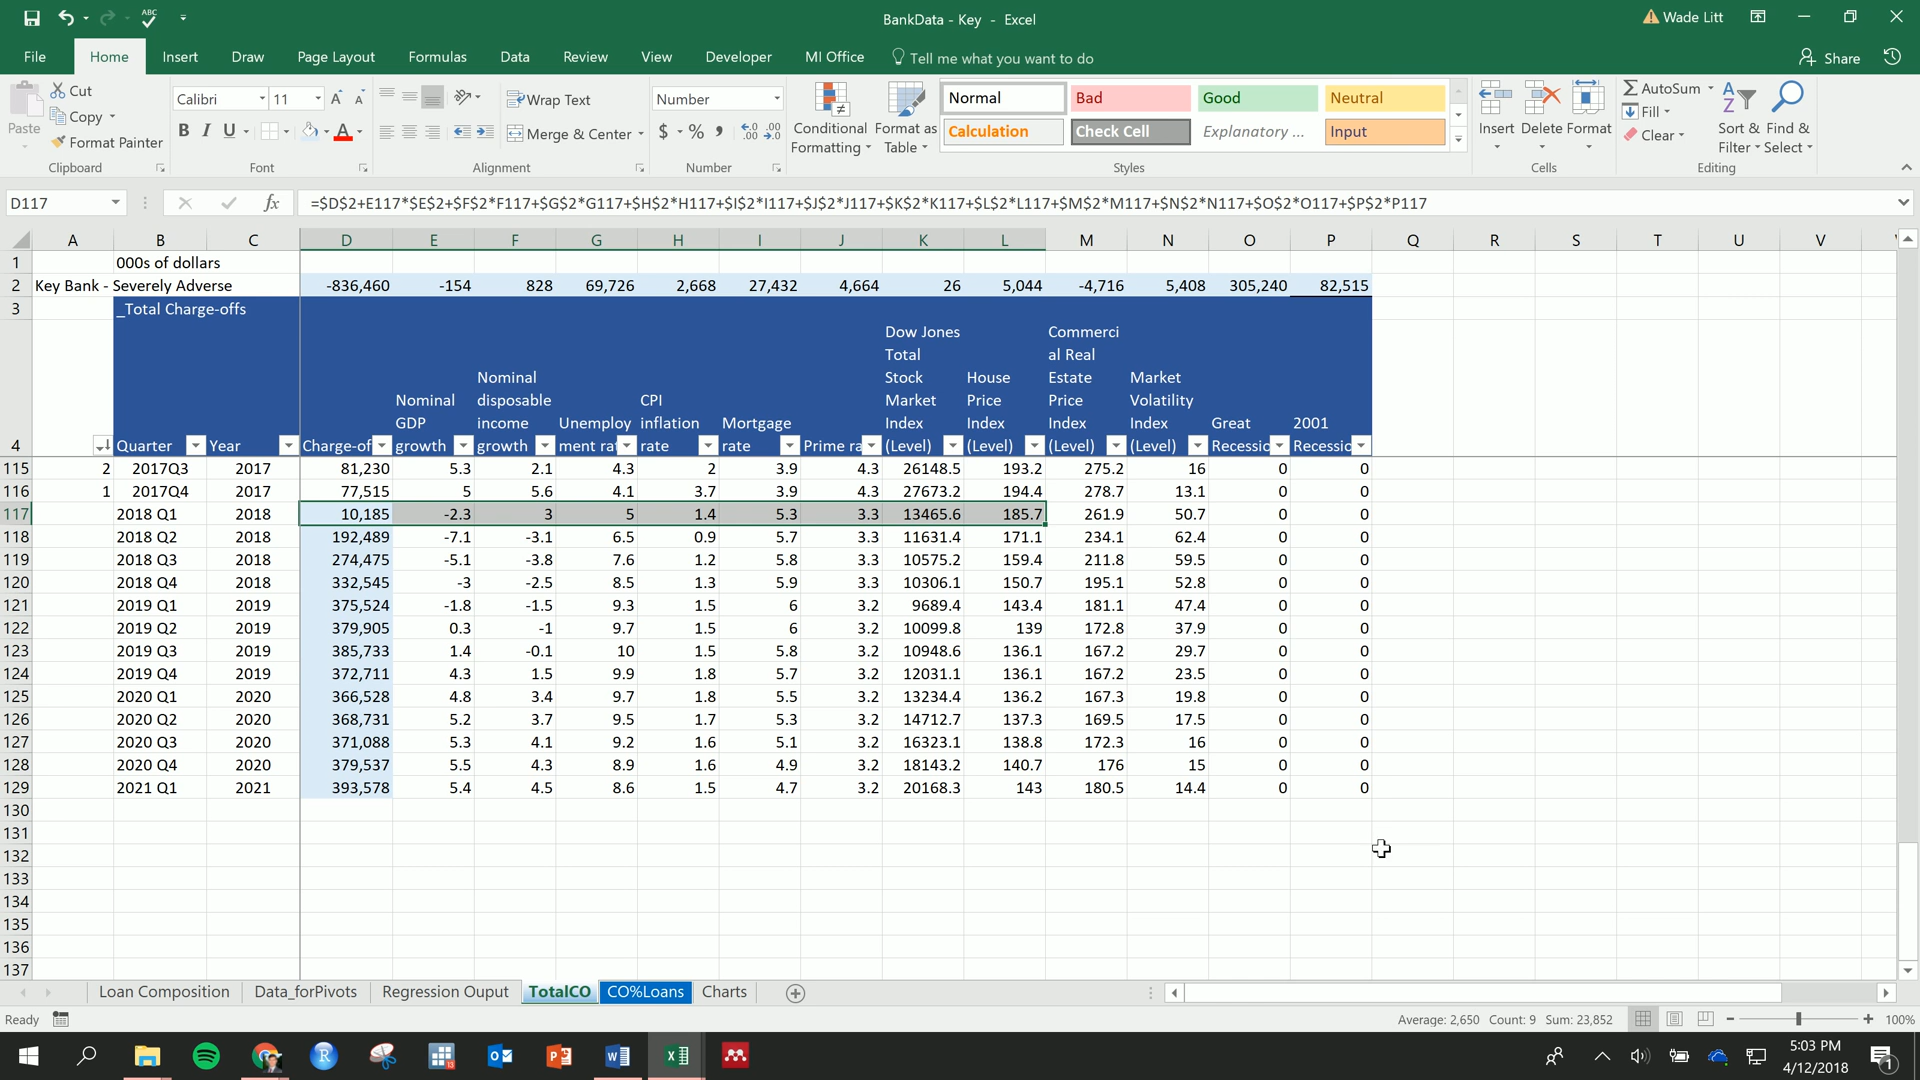 BankData - Key - Excel
Wade Litt
File Home Insert Draw Page Layout Formulas Data Review View Developer MI Office Tell me what you want to do Share
Paste Cut Copy Format Painter Clipboard
Calibri 11 A A B I U A Font
Wrap Text Merge & Center Alignment
Number $ % , Number
Conditional Formatting Format as Table
Normal Bad Good Neutral
Calculation Check Cell Explanatory ... Input
Styles
Insert Delete Format Cells
AutoSum Fill Clear Sort & Filter Find & Select Editing
D117 fx =$D$2+E117*$E$2+$F$2*F117+$G$2*G117+$H$2*H117+$I$2*I117+$J$2*J117+$K$2*K117+$L$2*L117+$M$2*M117+$N$2*N117+$O$2*O117+$P$2*P117
A B C D E F G H I J K L M N O P Q R S T U V
1 000s of dollars
2 Key Bank - Severely Adverse -836,460 -154 828 69,726 2,668 27,432 4,664 26 5,044 -4,716 5,408 305,240 82,515
3 _Total Charge-offs
4 Quarter Year Charge-of Nominal GDP growth Nominal disposable income growth Unemploy ment rat CPI inflation rate Mortgage rate Prime ra Dow Jones Total Stock Market Index (Level) House Price Index (Level) Commerci al Real Estate Price Index (Level) Market Volatility Index (Level) Great Recessio 2001 Recessio
115 2 2017Q3 2017 81,230 5.3 2.1 4.3 2 3.9 4.3 26148.5 193.2 275.2 16 0 0
116 1 2017Q4 2017 77,515 5 5.6 4.1 3.7 3.9 4.3 27673.2 194.4 278.7 13.1 0 0
117 2018 Q1 2018 10,185 -2.3 3 5 1.4 5.3 3.3 13465.6 185.7 261.9 50.7 0 0
118 2018 Q2 2018 192,489 -7.1 -3.1 6.5 0.9 5.7 3.3 11631.4 171.1 234.1 62.4 0 0
119 2018 Q3 2018 274,475 -5.1 -3.8 7.6 1.2 5.8 3.3 10575.2 159.4 211.8 59.5 0 0
120 2018 Q4 2018 332,545 -3 -2.5 8.5 1.3 5.9 3.3 10306.1 150.7 195.1 52.8 0 0
121 2019 Q1 2019 375,524 -1.8 -1.5 9.3 1.5 6 3.2 9689.4 143.4 181.1 47.4 0 0
122 2019 Q2 2019 379,905 0.3 -1 9.7 1.5 6 3.2 10099.8 139 172.8 37.9 0 0
123 2019 Q3 2019 385,733 1.4 -0.1 10 1.5 5.8 3.2 10948.6 136.1 167.2 29.7 0 0
124 2019 Q4 2019 372,711 4.3 1.5 9.9 1.8 5.7 3.2 12031.1 136.1 167.2 23.5 0 0
125 2020 Q1 2020 366,528 4.8 3.4 9.7 1.8 5.5 3.2 13234.4 136.2 167.3 19.8 0 0
126 2020 Q2 2020 368,731 5.2 3.7 9.5 1.7 5.3 3.2 14712.7 137.3 169.5 17.5 0 0
127 2020 Q3 2020 371,088 5.3 4.1 9.2 1.6 5.1 3.2 16323.1 138.8 172.3 16 0 0
128 2020 Q4 2020 379,537 5.5 4.3 8.9 1.6 4.9 3.2 18143.2 140.7 176 15 0 0
129 2021 Q1 2021 393,578 5.4 4.5 8.6 1.5 4.7 3.2 20168.3 143 180.5 14.4 0 0
130
131
132
133
134
135
136
137
Loan Composition Data_forPivots Regression Ouput TotalCO CO%Loans Charts
Ready Average: 2,650 Count: 9 Sum: 23,852 100%
5:03 PM
4/12/2018